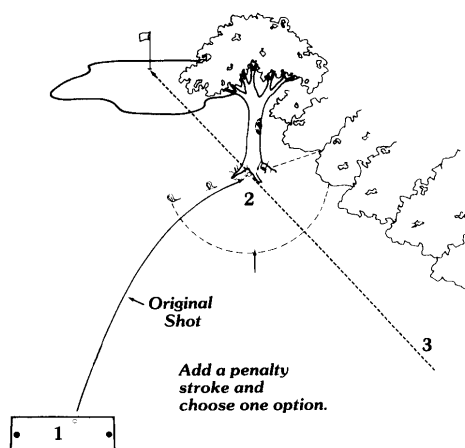 2
Original
Shot
3
Add a penalty
stroke and
choose one option.
1